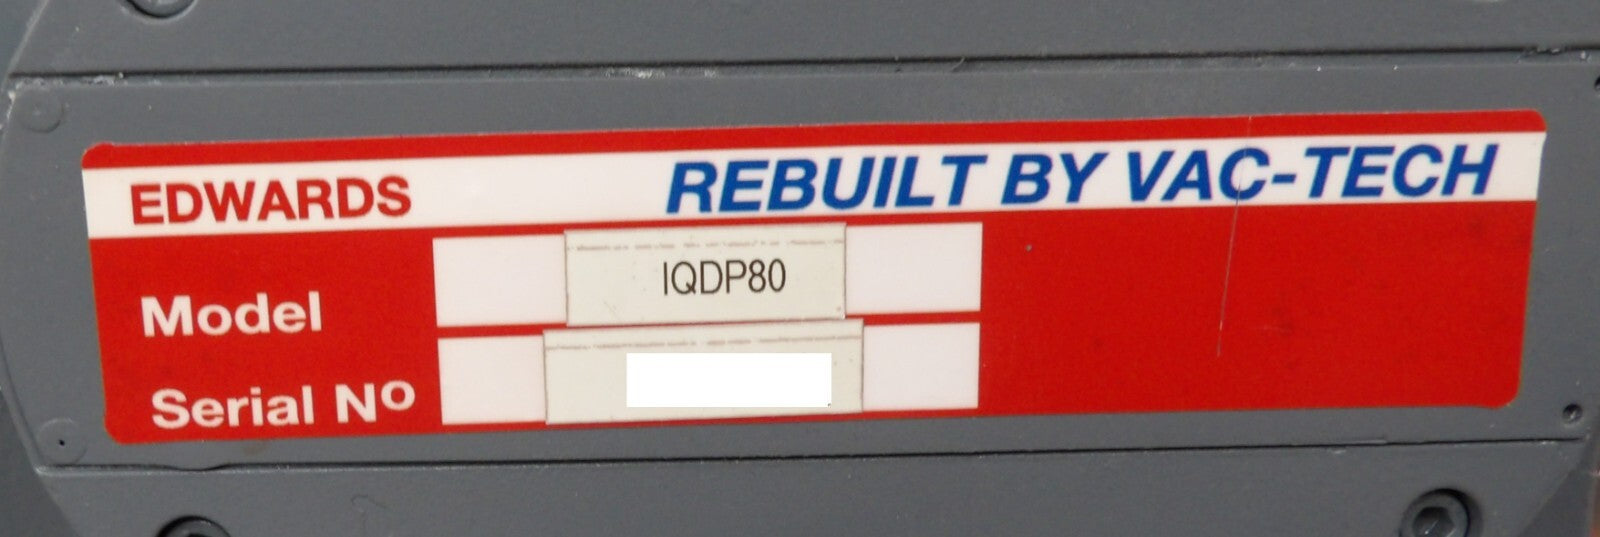 EDWARDS REBUILT BY VAC-TECH
Model IQDP80
Serial Nº